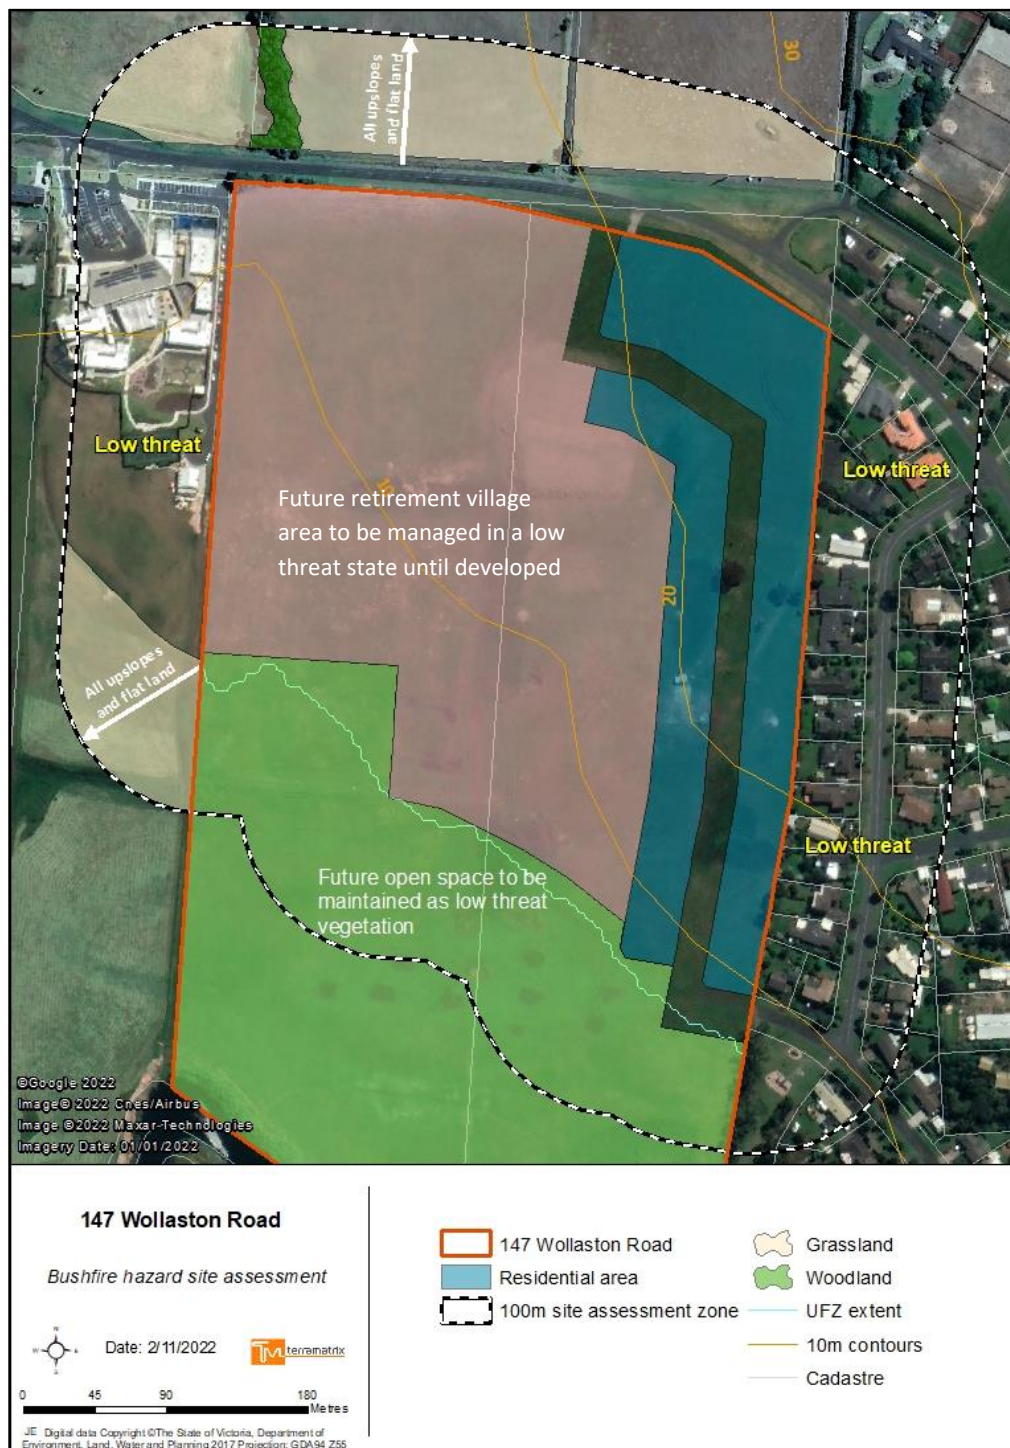 30
All upslopes
and flat land
Low threat
Low threat
10
Future retirement village
area to be managed in a low
threat state until developed
20
All upslopes
and flat land
Low threat
Future open space to be
maintained as low threat
vegetation
©Google 2022
Image© 2022 Cnes/Airbus
Image ©2022 Maxar-Technologies
Imagery Date: 01/01/2022
147 Wollaston Road
Bushfire hazard site assessment
N
W
E
S
Date: 2/11/2022
TM terramatrix
0 45 90 180
Metres
JE Digital data Copyright ©The State of Victoria, Department of
Environment, Land, Water and Planning 2017 Projection: GDA94 Z55
147 Wollaston Road
Residential area
100m site assessment zone
Grassland
Woodland
UFZ extent
10m contours
Cadastre